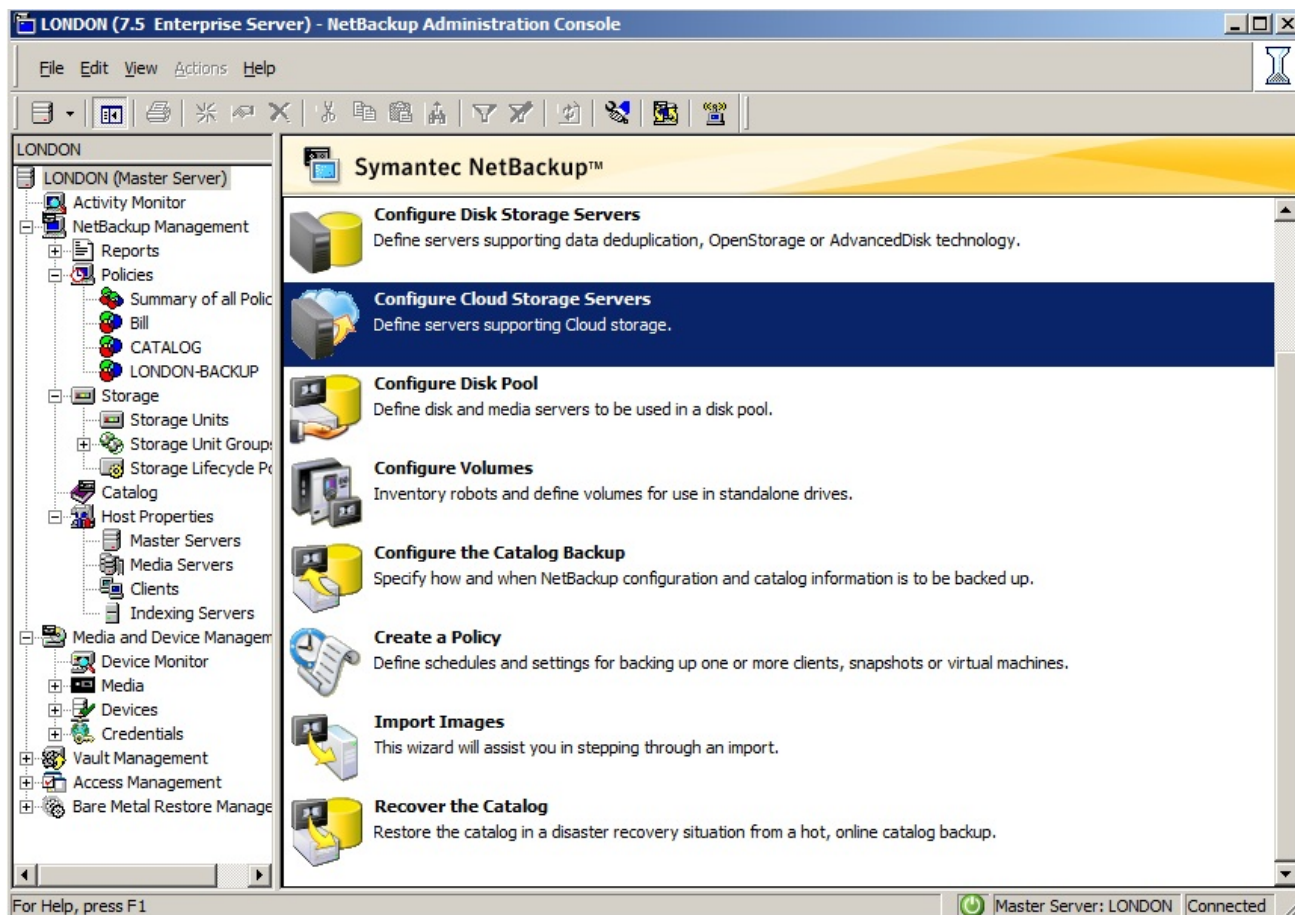 LONDON (7.5 Enterprise Server) - NetBackup Administration Console
File Edit View Actions Help
LONDON
LONDON (Master Server)
Activity Monitor
NetBackup Management
Reports
Policies
Summary of all Polic
Bill
CATALOG
LONDON-BACKUP
Storage
Storage Units
Storage Unit Groups
Storage Lifecycle Po
Catalog
Host Properties
Master Servers
Media Servers
Clients
Indexing Servers
Media and Device Managem
Device Monitor
Media
Devices
Credentials
Vault Management
Access Management
Bare Metal Restore Manage
Symantec NetBackup™
Configure Disk Storage Servers
Define servers supporting data deduplication, OpenStorage or AdvancedDisk technology.
Configure Cloud Storage Servers
Define servers supporting Cloud storage.
Configure Disk Pool
Define disk and media servers to be used in a disk pool.
Configure Volumes
Inventory robots and define volumes for use in standalone drives.
Configure the Catalog Backup
Specify how and when NetBackup configuration and catalog information is to be backed up.
Create a Policy
Define schedules and settings for backing up one or more clients, snapshots or virtual machines.
Import Images
This wizard will assist you in stepping through an import.
Recover the Catalog
Restore the catalog in a disaster recovery situation from a hot, online catalog backup.
For Help, press F1
Master Server: LONDON Connected